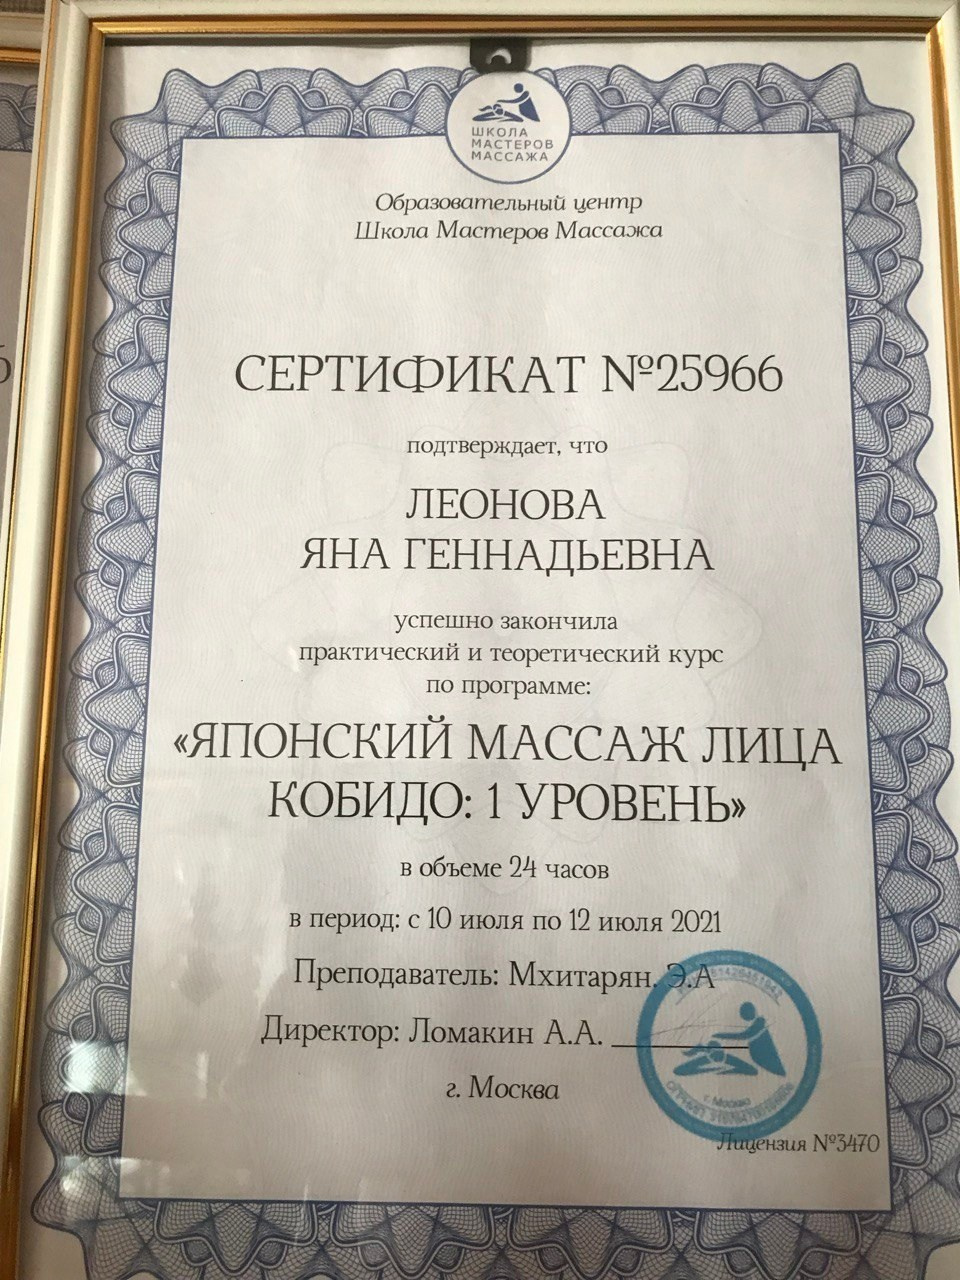 ШКОЛА
МАСТЕРОВ
МАССАЖА
Образовательный центр
Школа Мастеров Массажа
СЕРТИФИКАТ №25966
подтверждает, что
ЛЕОНОВА
ЯНА ГЕННАДЬЕВНА
успешно закончила
практический и теоретический курс
по программе:
«ЯПОНСКИЙ МАССАЖ ЛИЦА
КОБИДО: 1 УРОВЕНЬ»
в объеме 24 часов
в период: с 10 июля по 12 июля 2021
Преподаватель: Мхитарян. Э.А
Директор: Ломакин А.А.
г. Москва
г. Москва
Лицензия №3470